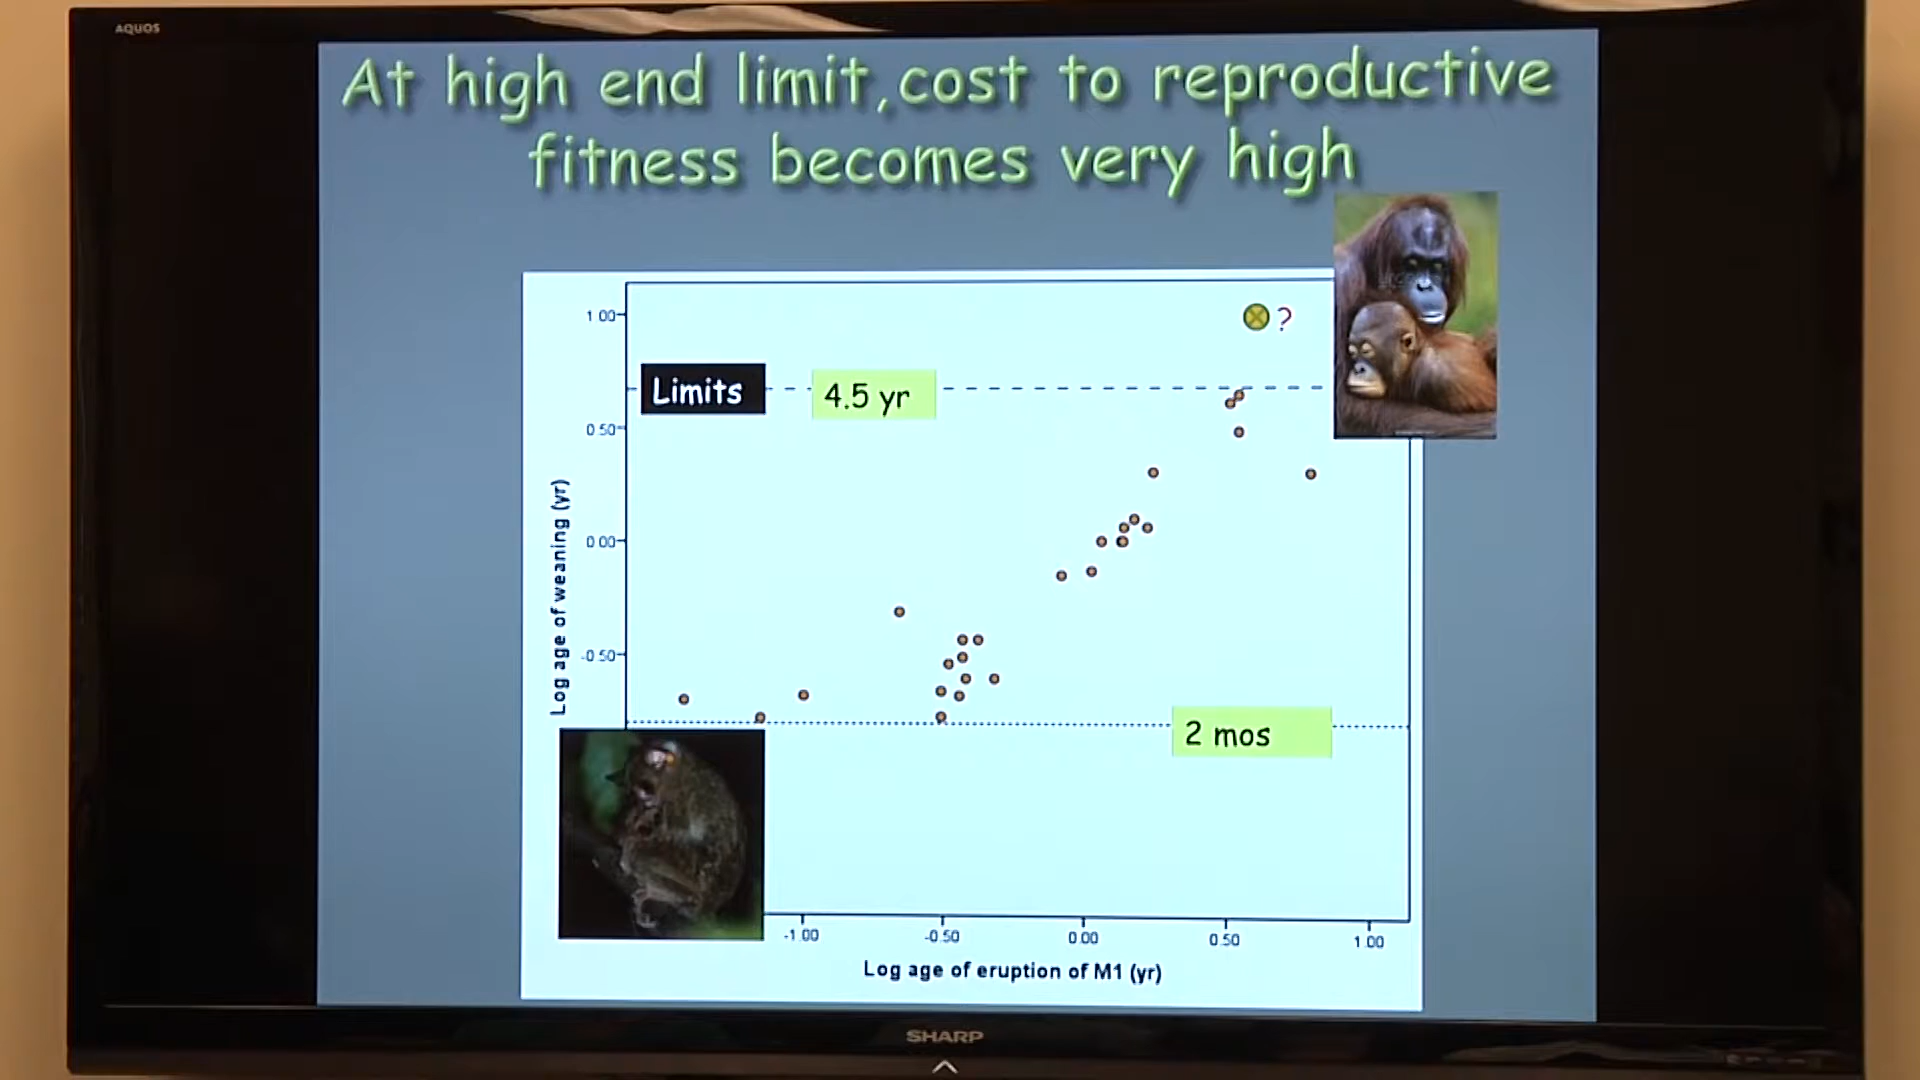 AQUOS
At high end limit, cost to reproductive
fitness becomes very high
1.00
?
Limits
4.5 yr
0.50
Log age of weaning (yr)
0.00
-0.50
2 mos
-1.00 -0.50 0.00 0.50 1.00
Log age of eruption of M1 (yr)
SHARP